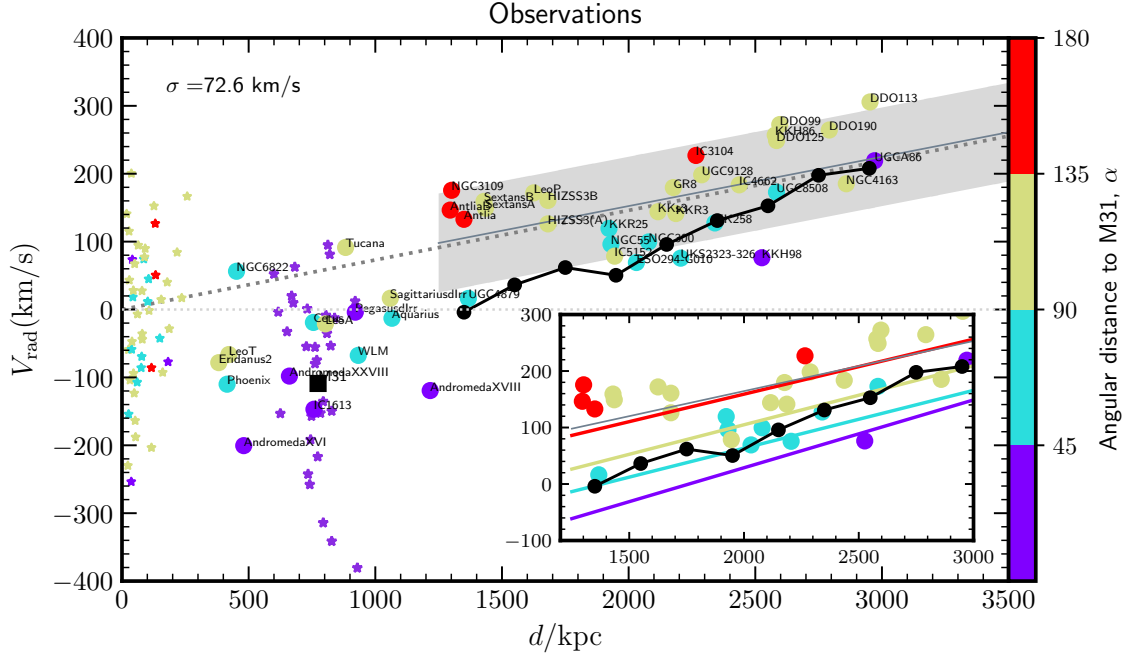 Observations
σ =72.6 km/s
V_rad(km/s)
400
300
200
100
0
−100
−200
−300
−400
0
500
1000
1500
2000
2500
3000
3500
d/kpc
DDO113
DDO99
KKH86
DDO190
DDO125
IC3104
UGCA86
UGC9128
NGC3109
LeoP
GR8
IC4662
NGC4163
SextansB
HIZSS3B
UGC8508
AntliaB
SextansA
KKR3
Antlia
HIZSS3(A)
KKR25
NGC300
NGC55
IC5152
UKS2323-326
KKH98
ESO294-G010
Tucana
NGC6822
SagittariusdIrr
UGC4879
Aquarius
LeoA
LeoT
WLM
Eridanus2
AndromedaXXVIII
Phoenix
AndromedaXVIII
IC1613
AndromedaXVI
300
200
100
0
−100
1500
2000
2500
3000
180
135
90
45
Angular distance to M31, α